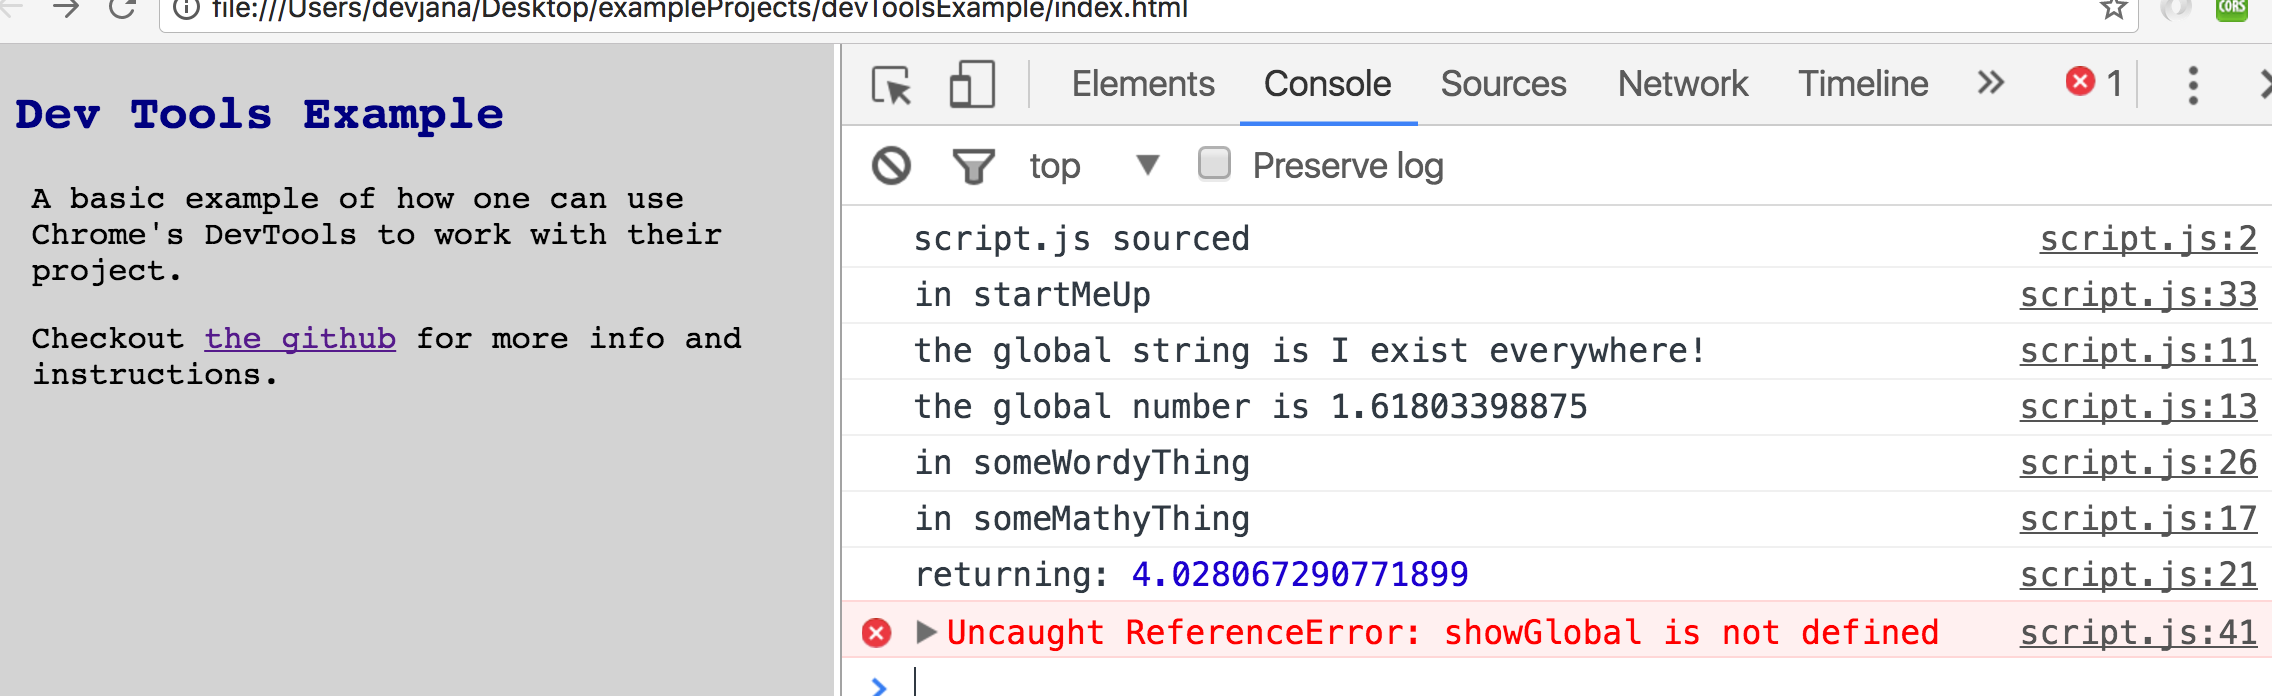 file:///Users/devjana/Desktop/exampleProjects/devToolsExample/index.html
CORS
Dev Tools Example
A basic example of how one can use
Chrome's DevTools to work with their
project.
Checkout the github for more info and
instructions.
Elements Console Sources Network Timeline 1
top Preserve log
script.js sourced script.js:2
in startMeUp script.js:33
the global string is I exist everywhere! script.js:11
the global number is 1.61803398875 script.js:13
in someWordyThing script.js:26
in someMathyThing script.js:17
returning: 4.028067290771899 script.js:21
Uncaught ReferenceError: showGlobal is not defined script.js:41